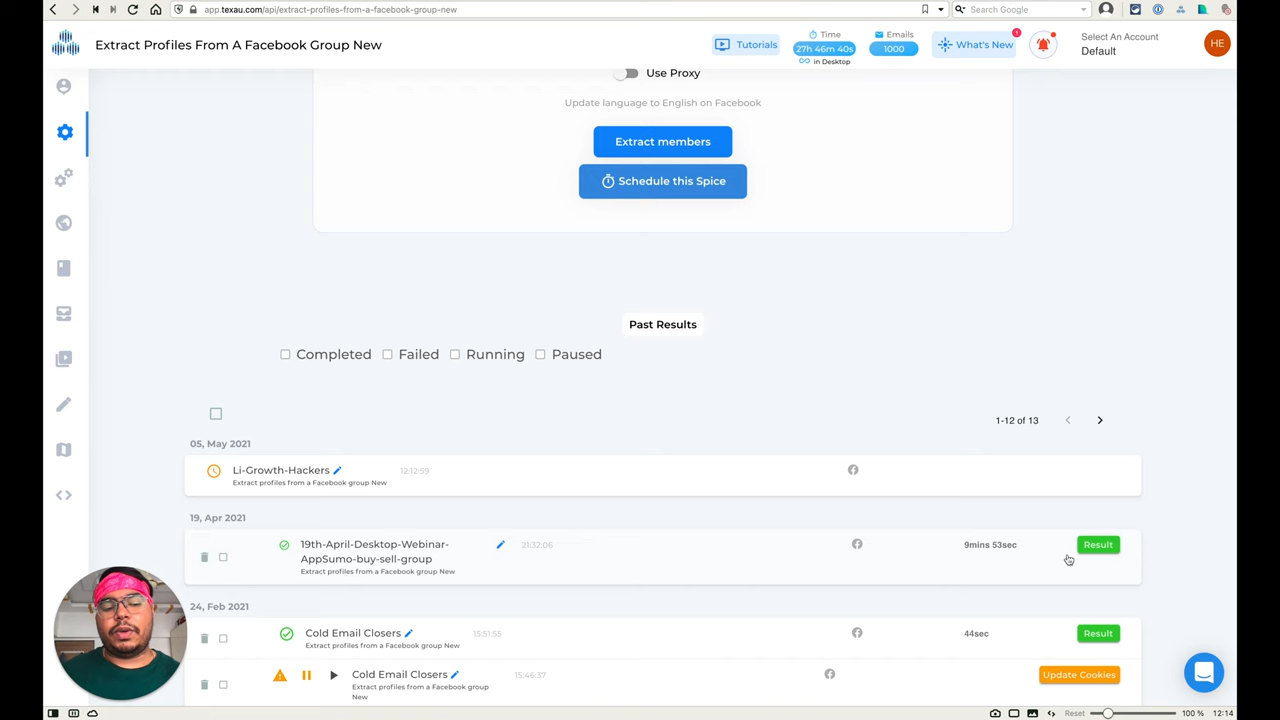 app.texau.com/api/extract-profiles-from-a-facebook-group-new
Search Google
Extract Profiles From A Facebook Group New
Tutorials
Time
27h 46m 40s
in Desktop
Emails
1000
What's New
1
Select An Account
Default
HE
Use Proxy
Update language to English on Facebook
Extract members
Schedule this Spice
Past Results
Completed
Failed
Running
Paused
1-12 of 13
05, May 2021
Li-Growth-Hackers
12:12:59
Extract profiles from a Facebook group New
19, Apr 2021
19th-April-Desktop-Webinar-
AppSumo-buy-sell-group
21:32:06
9mins 53sec
Result
Extract profiles from a Facebook group New
24, Feb 2021
Cold Email Closers
15:51:55
44sec
Result
Extract profiles from a Facebook group New
Cold Email Closers
15:46:37
Update Cookies
Extract profiles from a Facebook group
New
Reset
100 %
12:14